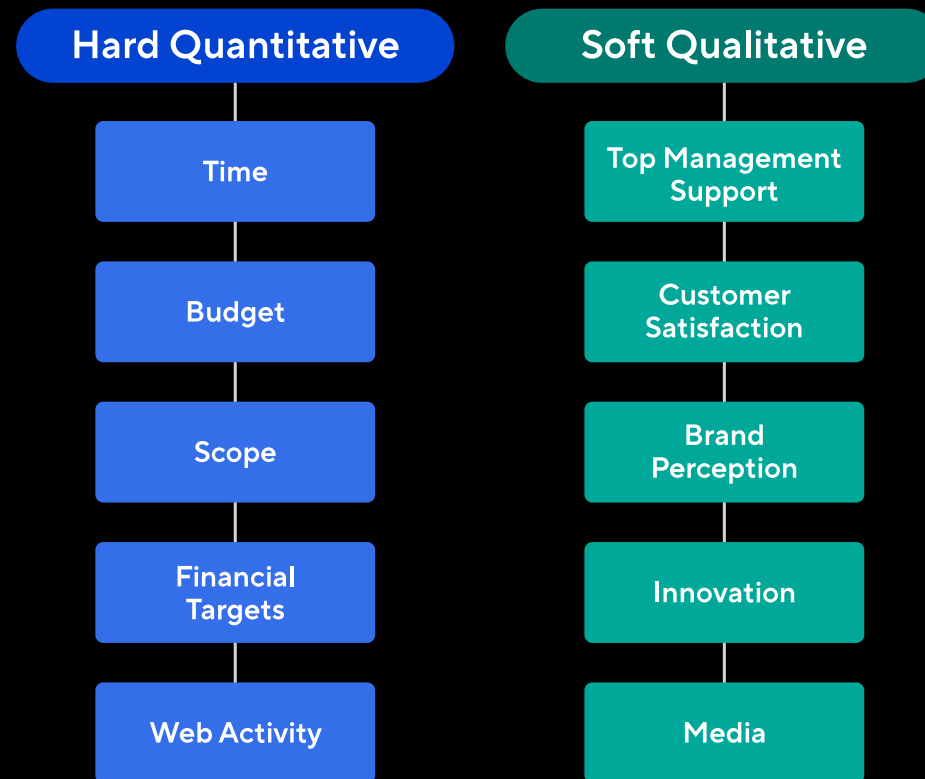 Hard Quantitative
Time
Budget
Scope
Financial
Targets
Web Activity
Soft Qualitative
Top Management
Support
Customer
Satisfaction
Brand
Perception
Innovation
Media